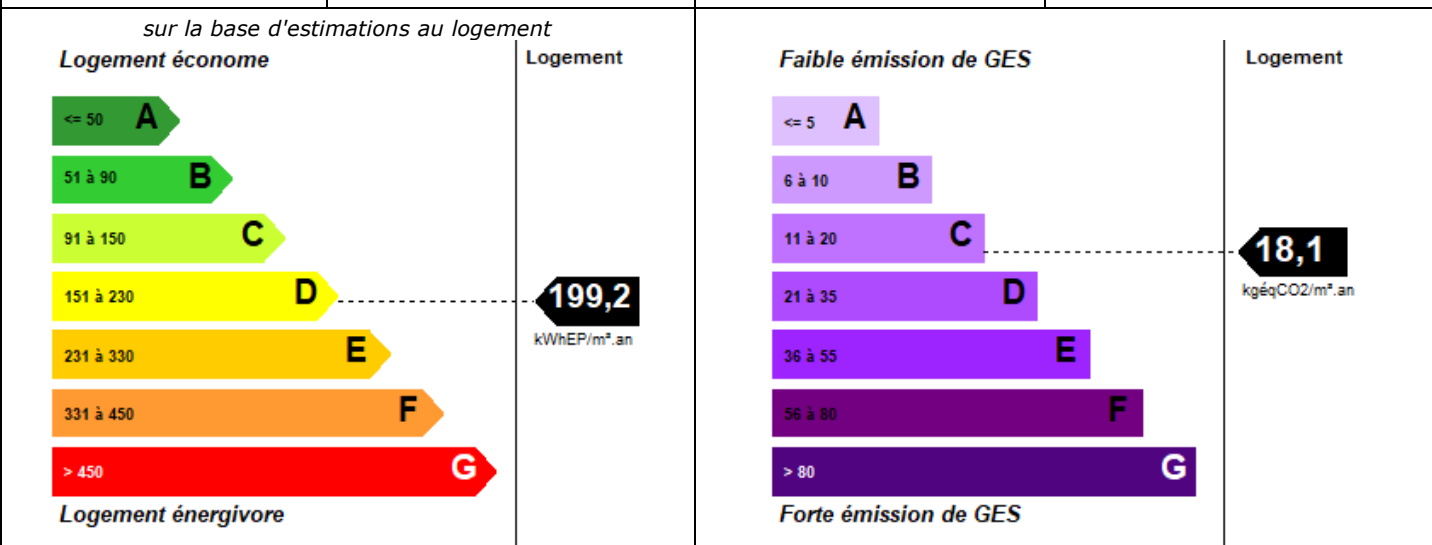 sur la base d'estimations au logement
Logement économe
Logement
<= 50 A
51 à 90 B
91 à 150 C
151 à 230 D
199,2
kWhEP/m².an
231 à 330 E
331 à 450 F
> 450 G
Logement énergivore
Faible émission de GES
Logement
<= 5 A
6 à 10 B
11 à 20 C
18,1
kgéqCO2/m².an
21 à 35 D
36 à 55 E
56 à 80 F
> 80 G
Forte émission de GES